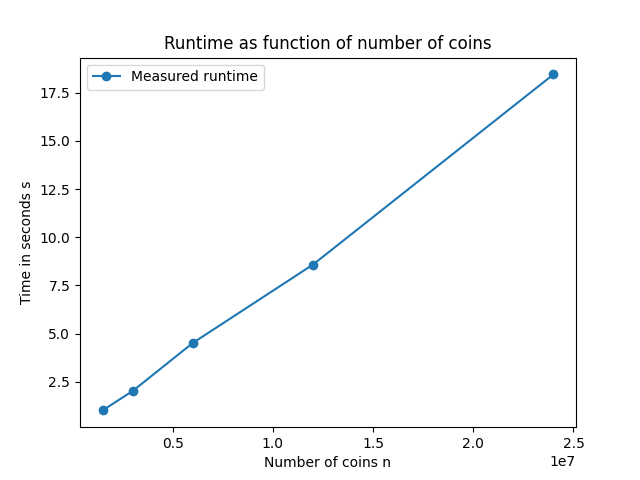 Runtime as function of number of coins
Measured runtime
17.5
15.0
12.5
10.0
7.5
5.0
2.5
Time in seconds s
0.5 1.0 1.5 2.0 2.5
1e7
Number of coins n